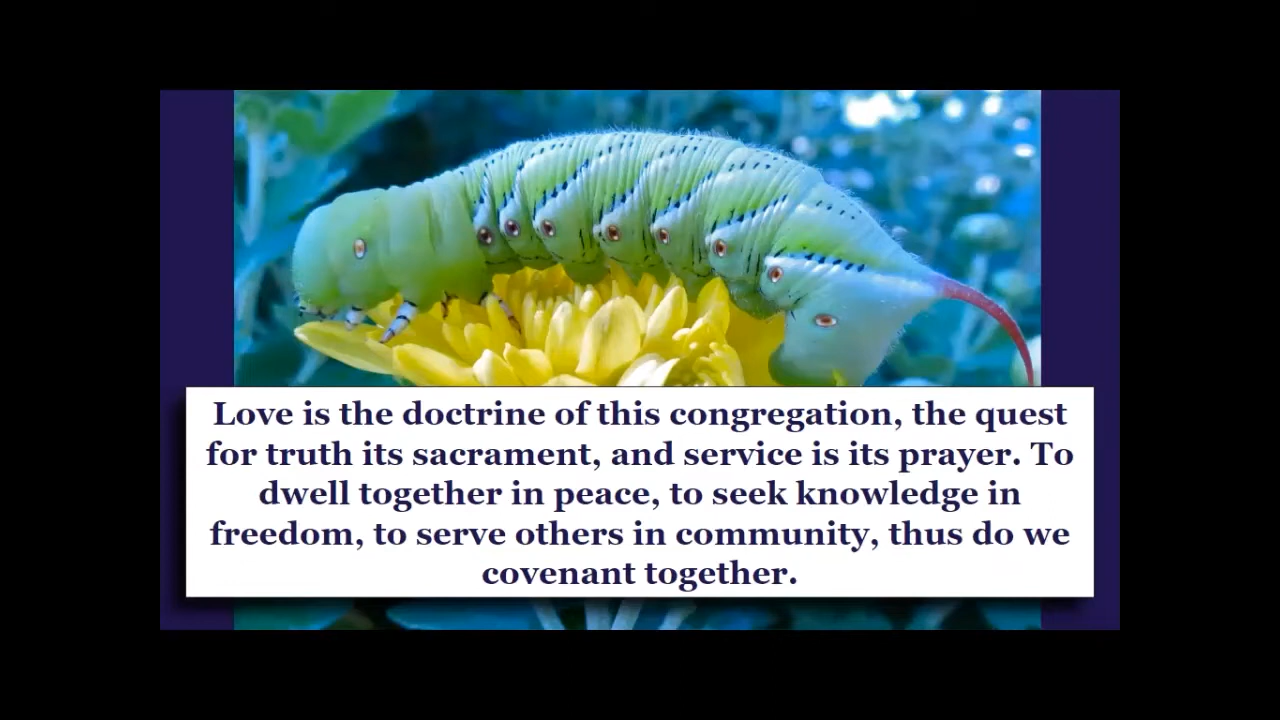 Love is the doctrine of this congregation, the quest
for truth its sacrament, and service is its prayer. To
dwell together in peace, to seek knowledge in
freedom, to serve others in community, thus do we
covenant together.